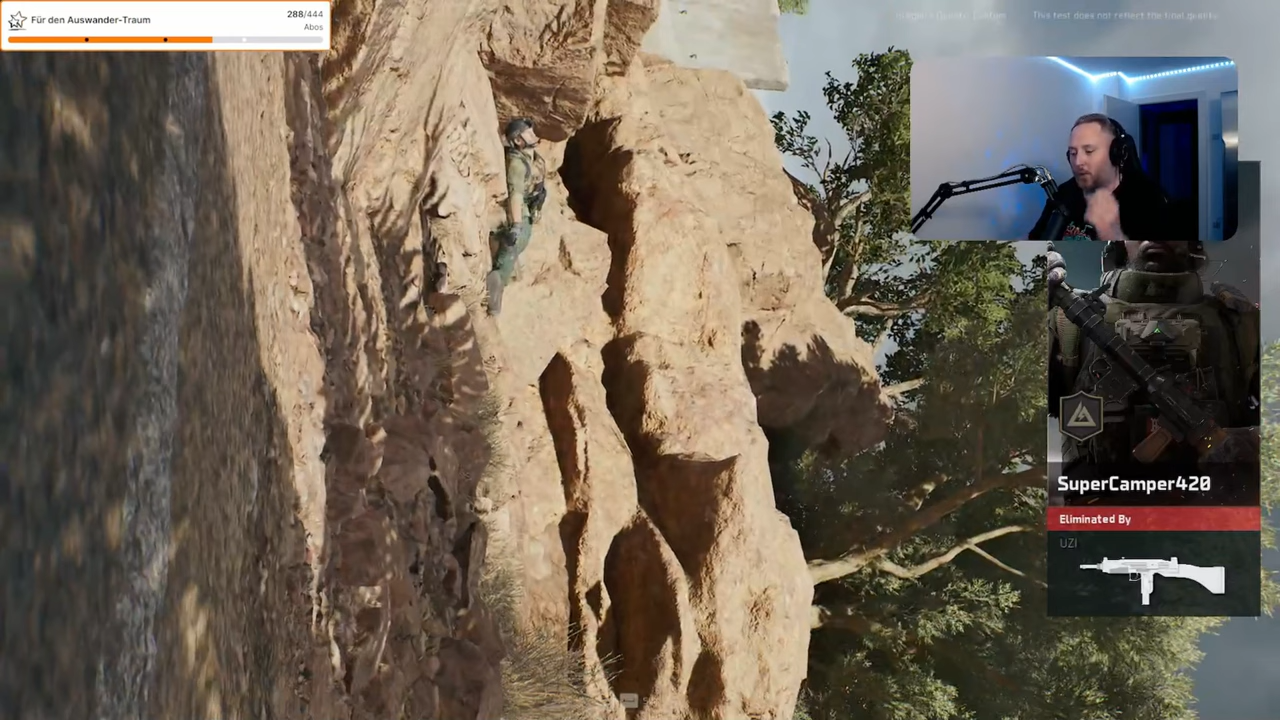 Für den Auswander-Traum
288/444
Abos
This test does not reflect the final quality
SuperCamper420
Eliminated By
UZI